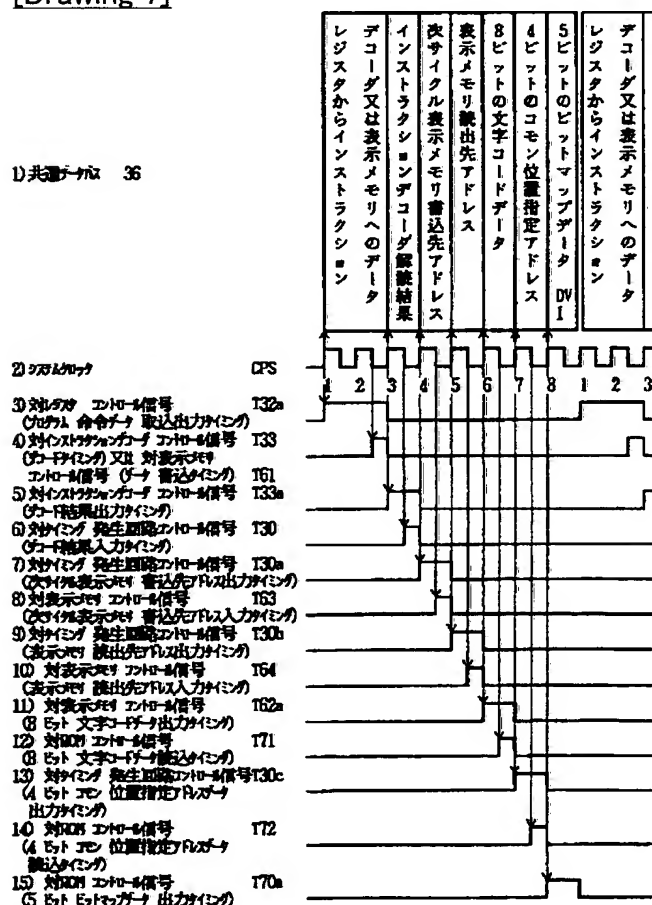 [Drawing 7]
レジスタからインストラクション
デコーダ又は表示メモリへのデータ
インストラクションデコーダ解読結果
次サイクル表示メモリ書込先アドレス
表示メモリ読出先アドレス
8ビットの文字コードデータ
4ビットのコモン位置指定アドレス
5ビットのビットマップデータ DVI
レジスタからインストラクション
デコーダ又は表示メモリへのデータ
1) 共通データバス 36
2) システムクロック CPS
1 2 3 4 5 6 7 8 1 2 3
3) 対レジスタ コントロール信号 T32a
(プログラム 命令データ 取込出力タイミング)
4) 対インストラクションデコーダ コントロール信号 T33
(デコードタイミング) 又は 対表示メモリ
コントロール信号 (データ 書込タイミング) T61
5) 対インストラクションデコーダ コントロール信号 T33a
(デコード結果出力タイミング)
6) 対タイミング 発生回路コントロール信号 T30
(デコード結果入力タイミング)
7) 対タイミング 発生回路コントロール信号 T30a
(次サイクル表示メモリ 書込先アドレス出力タイミング)
8) 対表示メモリ コントロール信号 T63
(次サイクル表示メモリ 書込先アドレス入力タイミング)
9) 対タイミング 発生回路コントロール信号 T30b
(表示メモリ 読出先アドレス出力タイミング)
10) 対表示メモリ コントロール信号 T64
(表示メモリ 読出先アドレス入力タイミング)
11) 対表示メモリ コントロール信号 T62a
(8 ビット 文字コードデータ出力タイミング)
12) 対ROM コントロール信号 T71
(8 ビット 文字コードデータ読込タイミング)
13) 対タイミング 発生回路コントロール信号 T30c
(4 ビット コモン 位置指定アドレスデータ
出力タイミング)
14) 対ROM コントロール信号 T72
(4 ビット コモン 位置指定アドレスデータ
読込タイミング)
15) 対ROM コントロール信号 T70a
(5 ビット ビットマップデータ 出力タイミング)